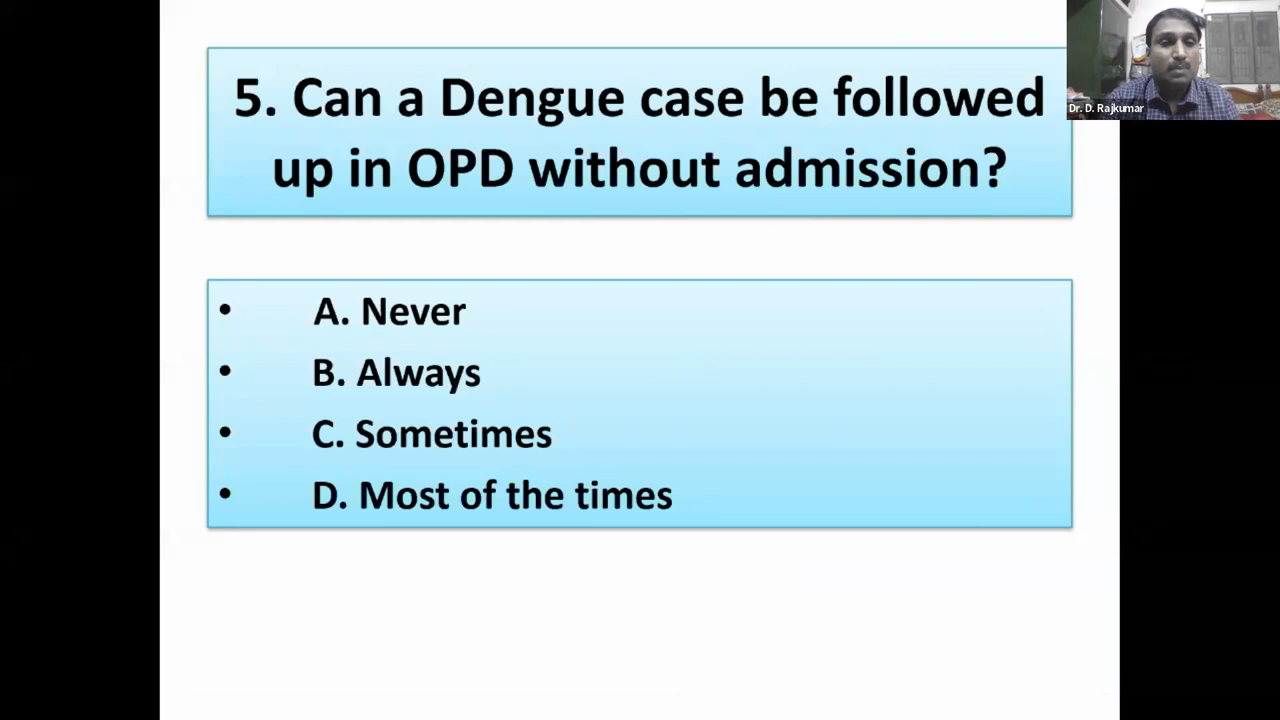 5. Can a Dengue case be followed
up in OPD without admission?
Dr. D. Rajkumar
• A. Never
• B. Always
• C. Sometimes
• D. Most of the times